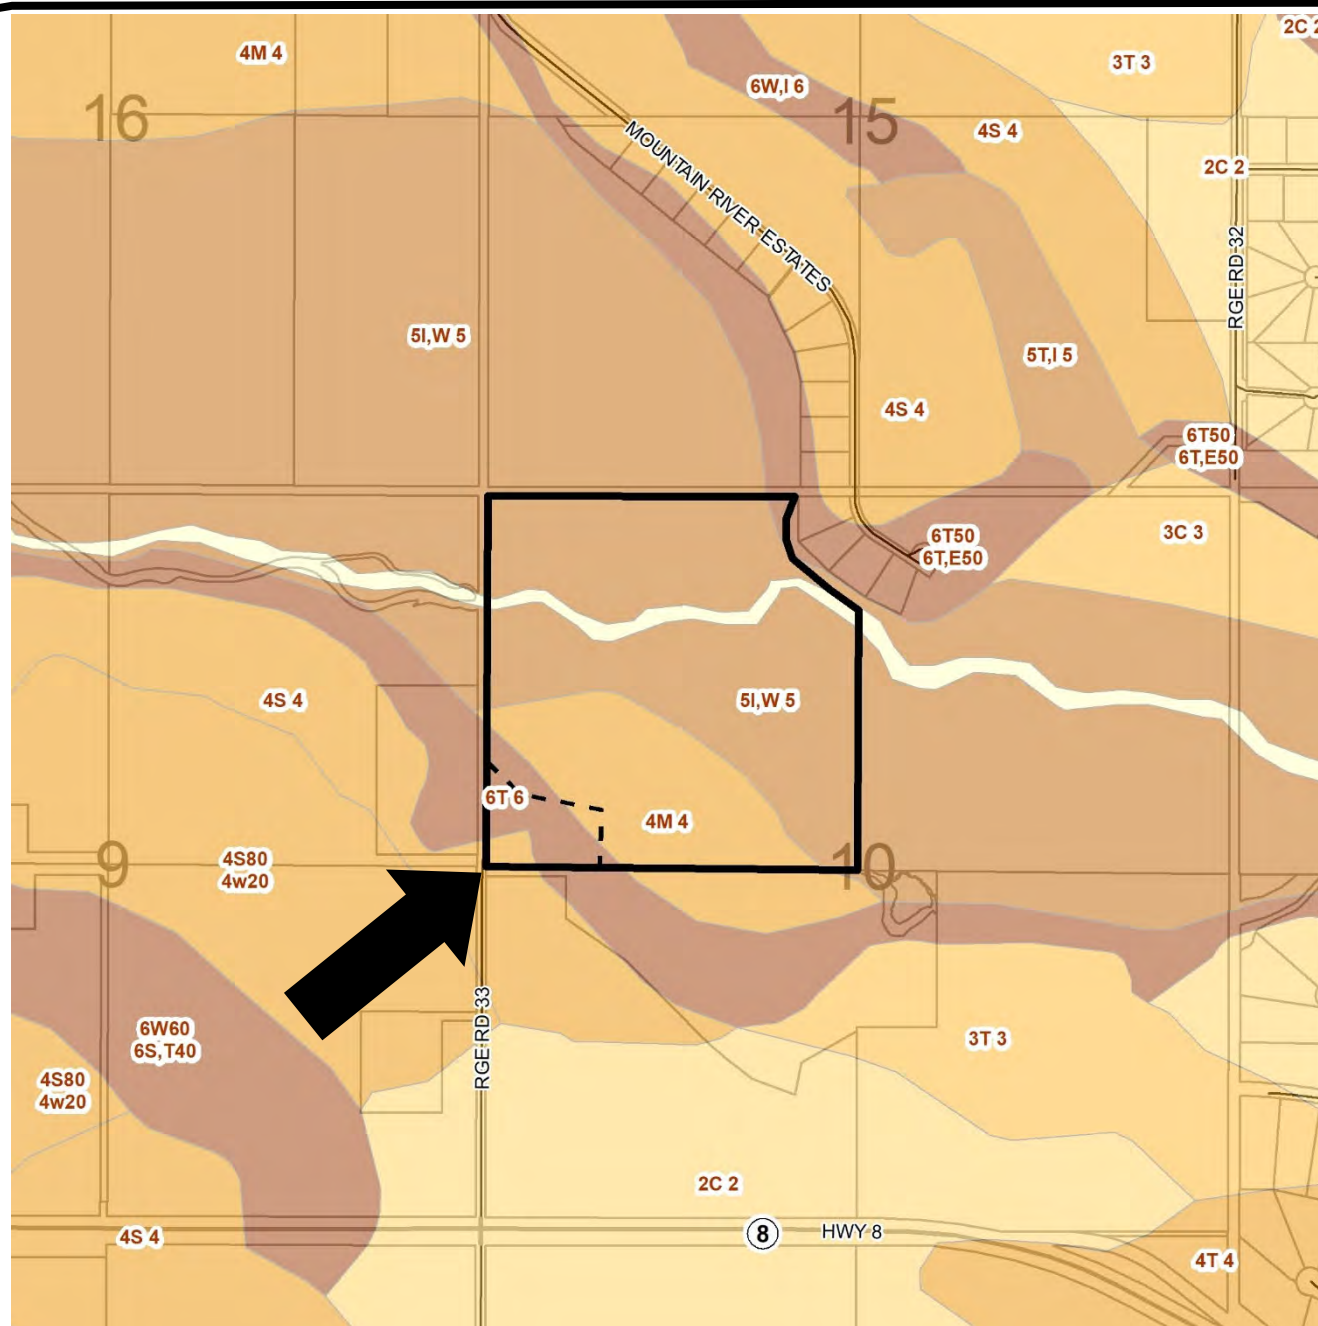 2C 2
4M 4
3T 3
6W,I 6
16
15
4S 4
MOUNTAIN RIVER ESTATES
2C 2
RGE RD 32
5I,W 5
5T,I 5
4S 4
6T50
6T,E50
6T50
6T,E50
3C 3
4S 4
5I,W 5
6T 6
4M 4
9
4S80
4w20
10
RGE RD 33
6W60
6S,T40
3T 3
4S80
4w20
2C 2
4S 4
8
HWY 8
4T 4